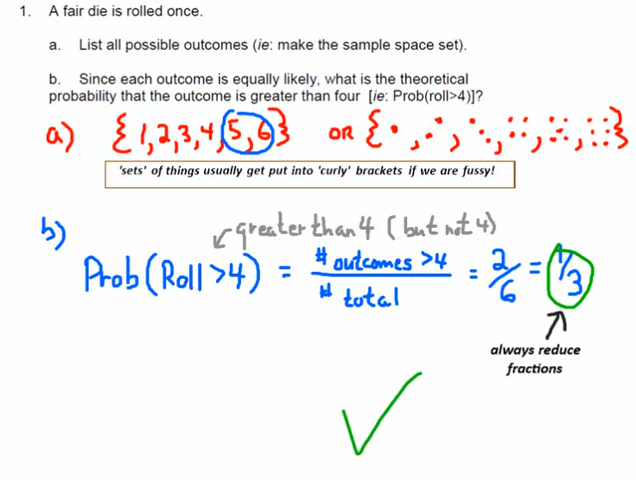 1. A fair die is rolled once.
a. List all possible outcomes (ie: make the sample space set).
b. Since each outcome is equally likely, what is the theoretical
probability that the outcome is greater than four [ie: Prob(roll>4)]?
a) {1,2,3,4,5,6} OR {⚀,⚁,⚂,⚃,⚄,⚅}
'sets' of things usually get put into 'curly' brackets if we are fussy!
b)
greater than 4 (but not 4)
Prob(Roll>4) = # outcomes >4 / # total = 2/6 = 1/3
always reduce
fractions